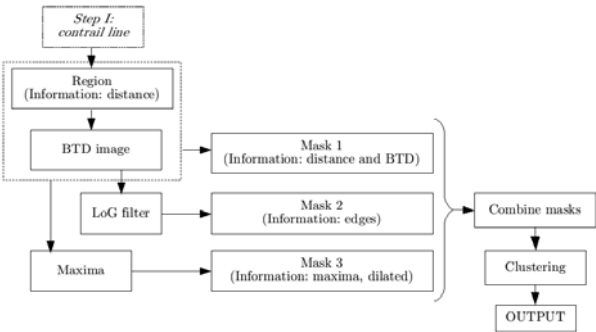 Step I:
contrail line
Region
(Information: distance)
BTD image
Mask 1
(Information: distance and BTD)
LoG filter
Mask 2
(Information: edges)
Combine masks
Maxima
Mask 3
(Information: maxima, dilated)
Clustering
OUTPUT